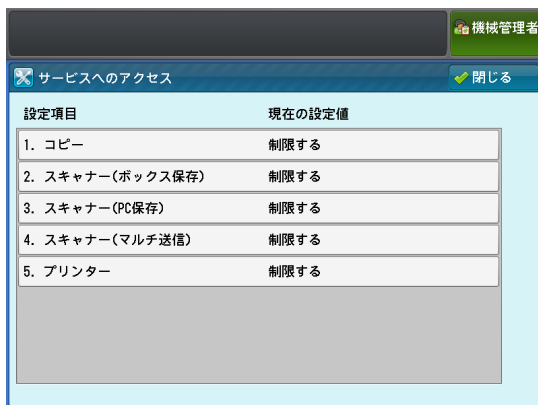 機械管理者
サービスへのアクセス 閉じる
設定項目 現在の設定値
1. コピー 制限する
2. スキャナー(ボックス保存) 制限する
3. スキャナー(PC保存) 制限する
4. スキャナー(マルチ送信) 制限する
5. プリンター 制限する